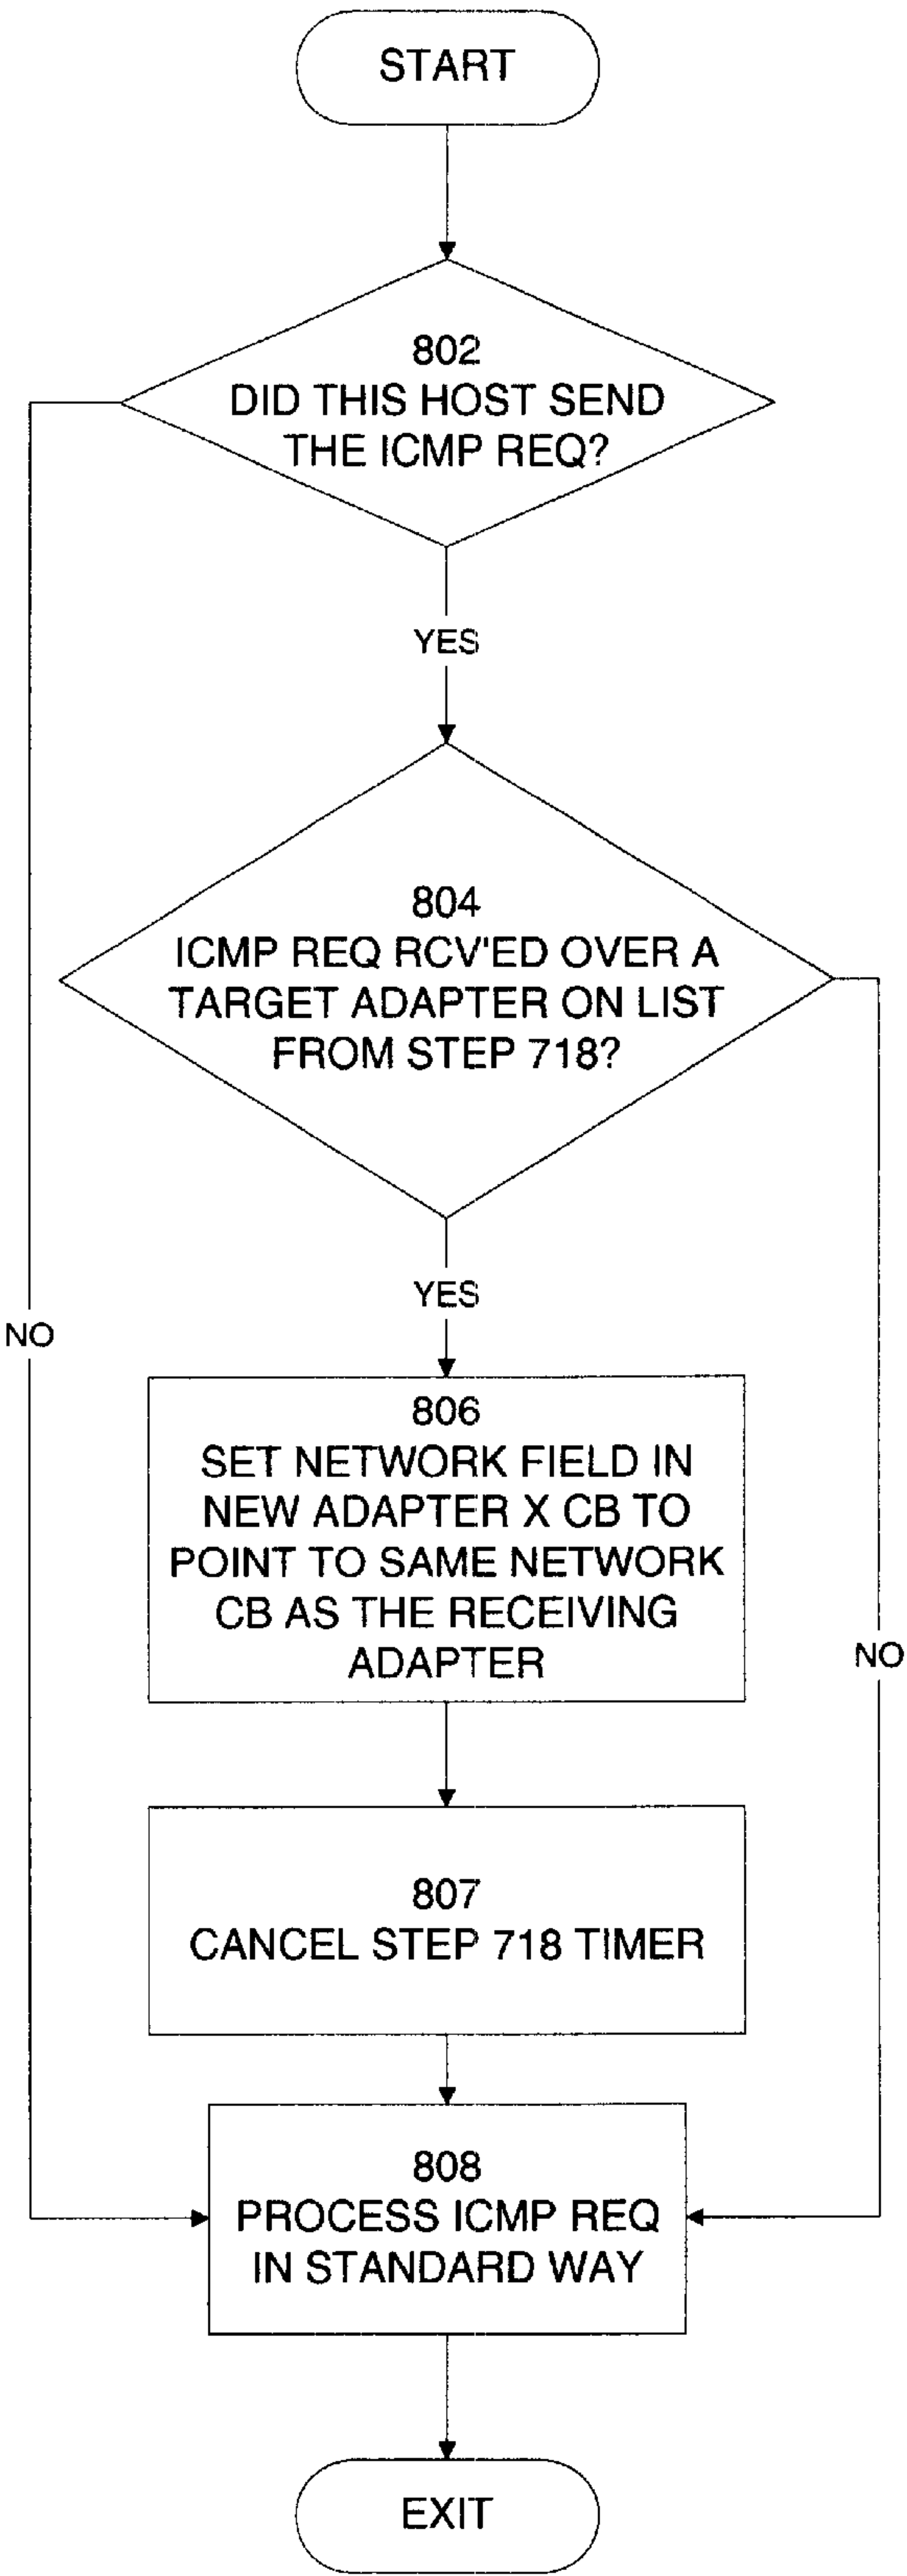 START
802
DID THIS HOST SEND
THE ICMP REQ?
YES
804
ICMP REQ RCV'ED OVER A
TARGET ADAPTER ON LIST
FROM STEP 718?
YES
NO
806
SET NETWORK FIELD IN
NEW ADAPTER X CB TO
POINT TO SAME NETWORK
CB AS THE RECEIVING
ADAPTER
NO
807
CANCEL STEP 718 TIMER
808
PROCESS ICMP REQ
IN STANDARD WAY
EXIT